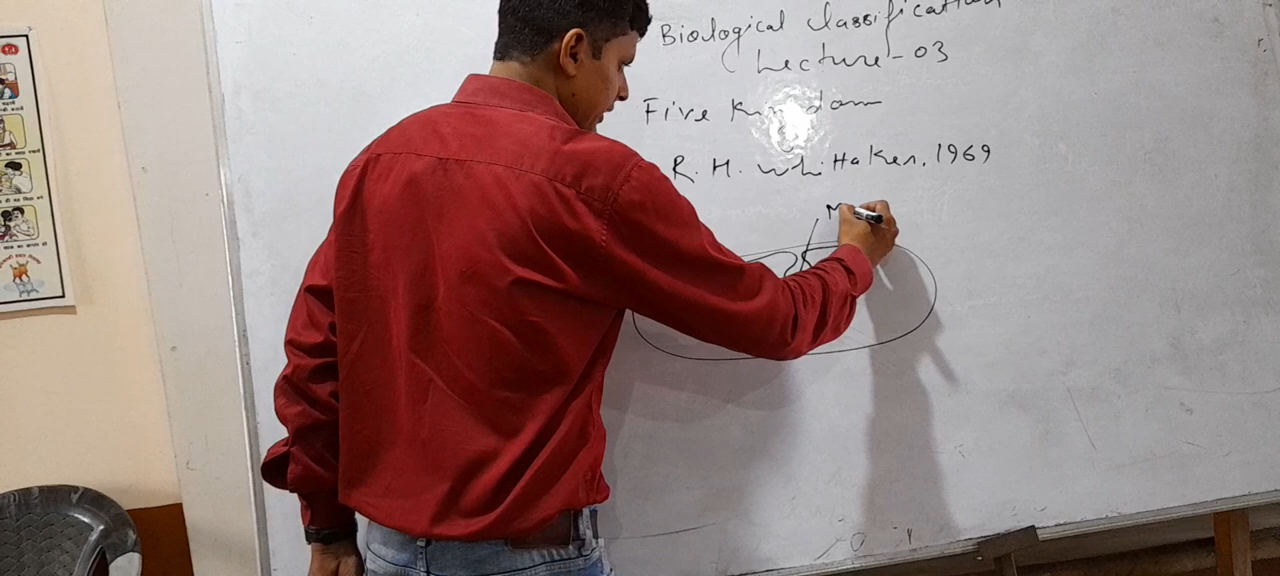 Biological Classification
Lecture-03
Five Kingdom
R. H. Whittaker, 1969
M